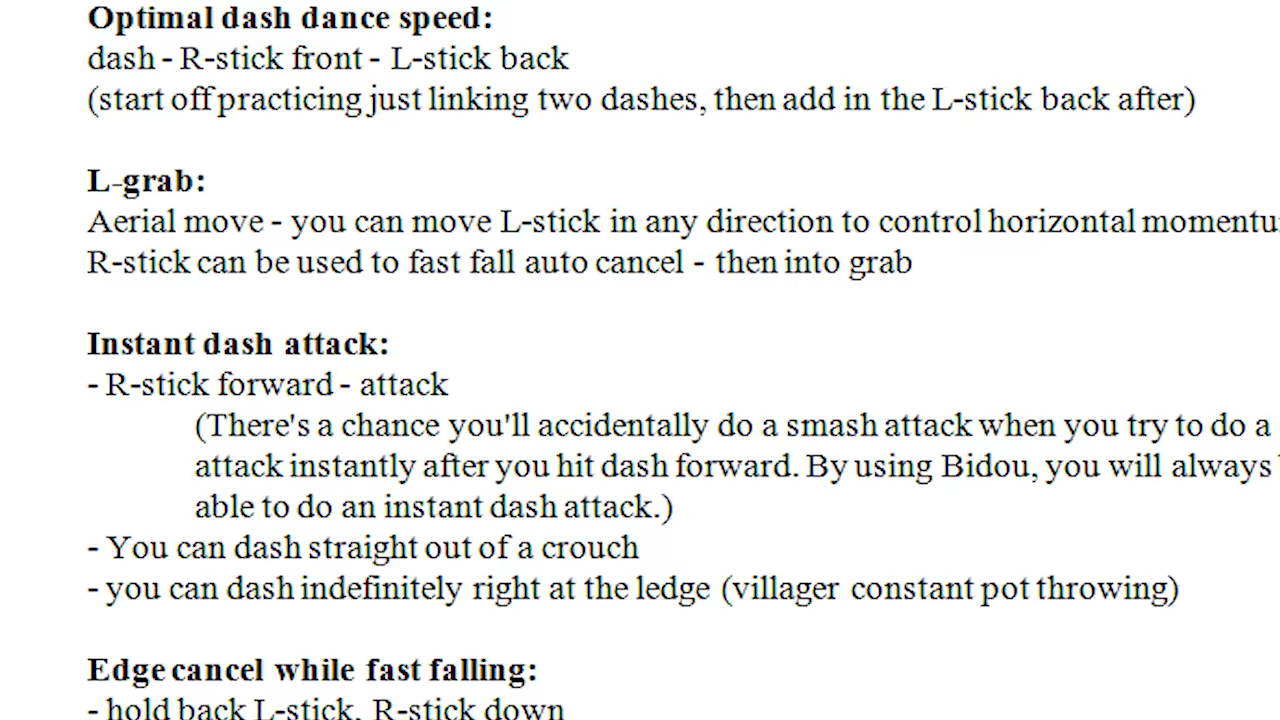 Optimal dash dance speed:
dash - R-stick front - L-stick back
(start off practicing just linking two dashes, then add in the L-stick back after)
L-grab:
Aerial move - you can move L-stick in any direction to control horizontal momentu
R-stick can be used to fast fall auto cancel - then into grab
Instant dash attack:
- R-stick forward - attack
(There's a chance you'll accidentally do a smash attack when you try to do a
attack instantly after you hit dash forward. By using Bidou, you will always
able to do an instant dash attack.)
- You can dash straight out of a crouch
- you can dash indefinitely right at the ledge (villager constant pot throwing)
Edge cancel while fast falling:
- hold back L-stick, R-stick down